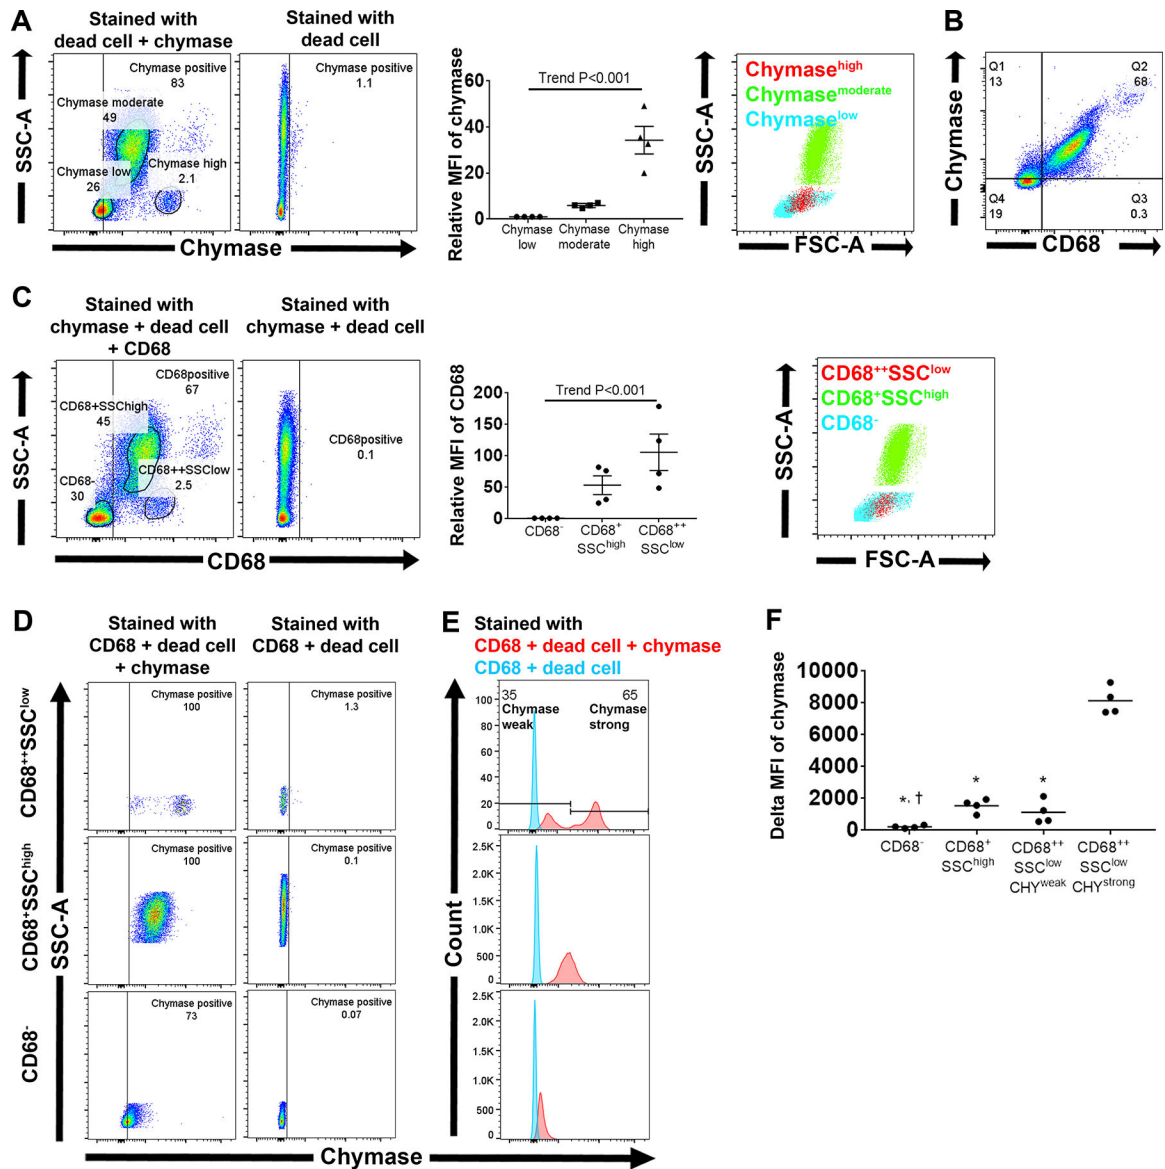 A
Stained with
dead cell + chymase
Stained with
dead cell
SSC-A
Chymase positive
83
Chymase moderate
49
Chymase low
26
Chymase high
2.1
Chymase positive
1.1
Chymase
Relative MFI of chymase
60
40
20
0
Trend P<0.001
Chymase
low
Chymase
moderate
Chymase
high
SSC-A
Chymasehigh
Chymasemoderate
Chymaselow
FSC-A
B
Chymase
Q1
13
Q2
68
Q4
19
Q3
0.3
CD68
C
Stained with
chymase + dead cell
+ CD68
Stained with
chymase + dead cell
SSC-A
CD68positive
67
CD68+SSChigh
45
CD68++SSClow
2.5
CD68-
30
CD68positive
0.1
CD68
Relative MFI of CD68
200
150
100
50
0
Trend P<0.001
CD68-
CD68+
SSChigh
CD68++
SSClow
SSC-A
CD68++SSClow
CD68+SSChigh
CD68-
FSC-A
D
Stained with
CD68 + dead cell
+ chymase
Stained with
CD68 + dead cell
SSC-A
CD68++SSClow
Chymase positive
100
Chymase positive
1.3
CD68+SSChigh
Chymase positive
100
Chymase positive
0.1
CD68-
Chymase positive
73
Chymase positive
0.07
Chymase
E
Stained with
CD68 + dead cell + chymase
CD68 + dead cell
Count
100
80
60
40
20
0
35
Chymase
weak
65
Chymase
strong
2.5K
2.0K
1.5K
1.0K
500
0
2.5K
2.0K
1.5K
1.0K
500
0
F
Delta MFI of chymase
10000
8000
6000
4000
2000
0
*, †
*
*
CD68-
CD68+
SSChigh
CD68++
SSClow
CHYweak
CD68++
SSClow
CHYstrong